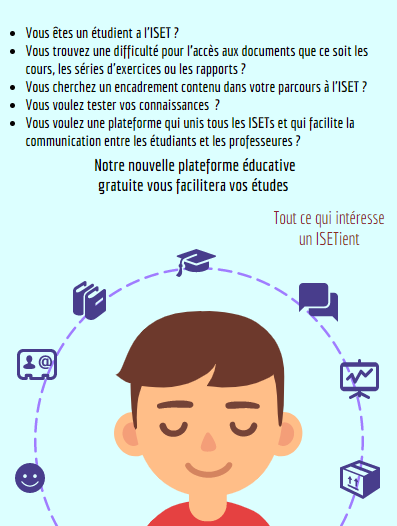 • Vous êtes un étudient a l'ISET ?
• Vous trouvez une difficulté pour l'accès aux documents que ce soit les
cours, les séries d'exercices ou les rapports ?
• Vous cherchez un encadrement contenu dans votre parcours à l'ISET ?
• Vous voulez tester vos connaissances  ?
• Vous voulez une plateforme qui unis tous les ISETs et qui facilite la
communication entre les étudiants et les professeures ?
Notre nouvelle plateforme éducative
gratuite vous facilitera vos études
Tout ce qui intéresse
un ISETient
@